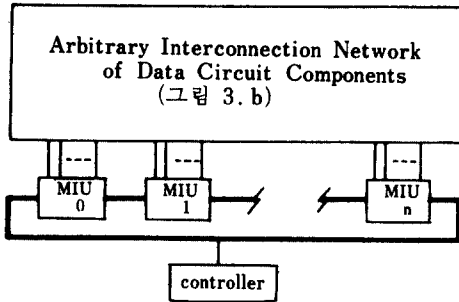 Arbitrary Interconnection Network
of Data Circuit Components
(그림 3. b)
MIU
0
MIU
1
MIU
n
controller